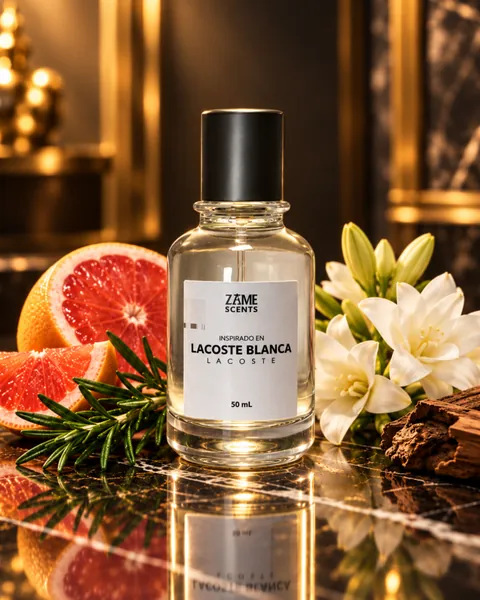 ZAME
SCENTS
INSPIRADO EN
LACOSTE BLANCA
LACOSTE
50 mL